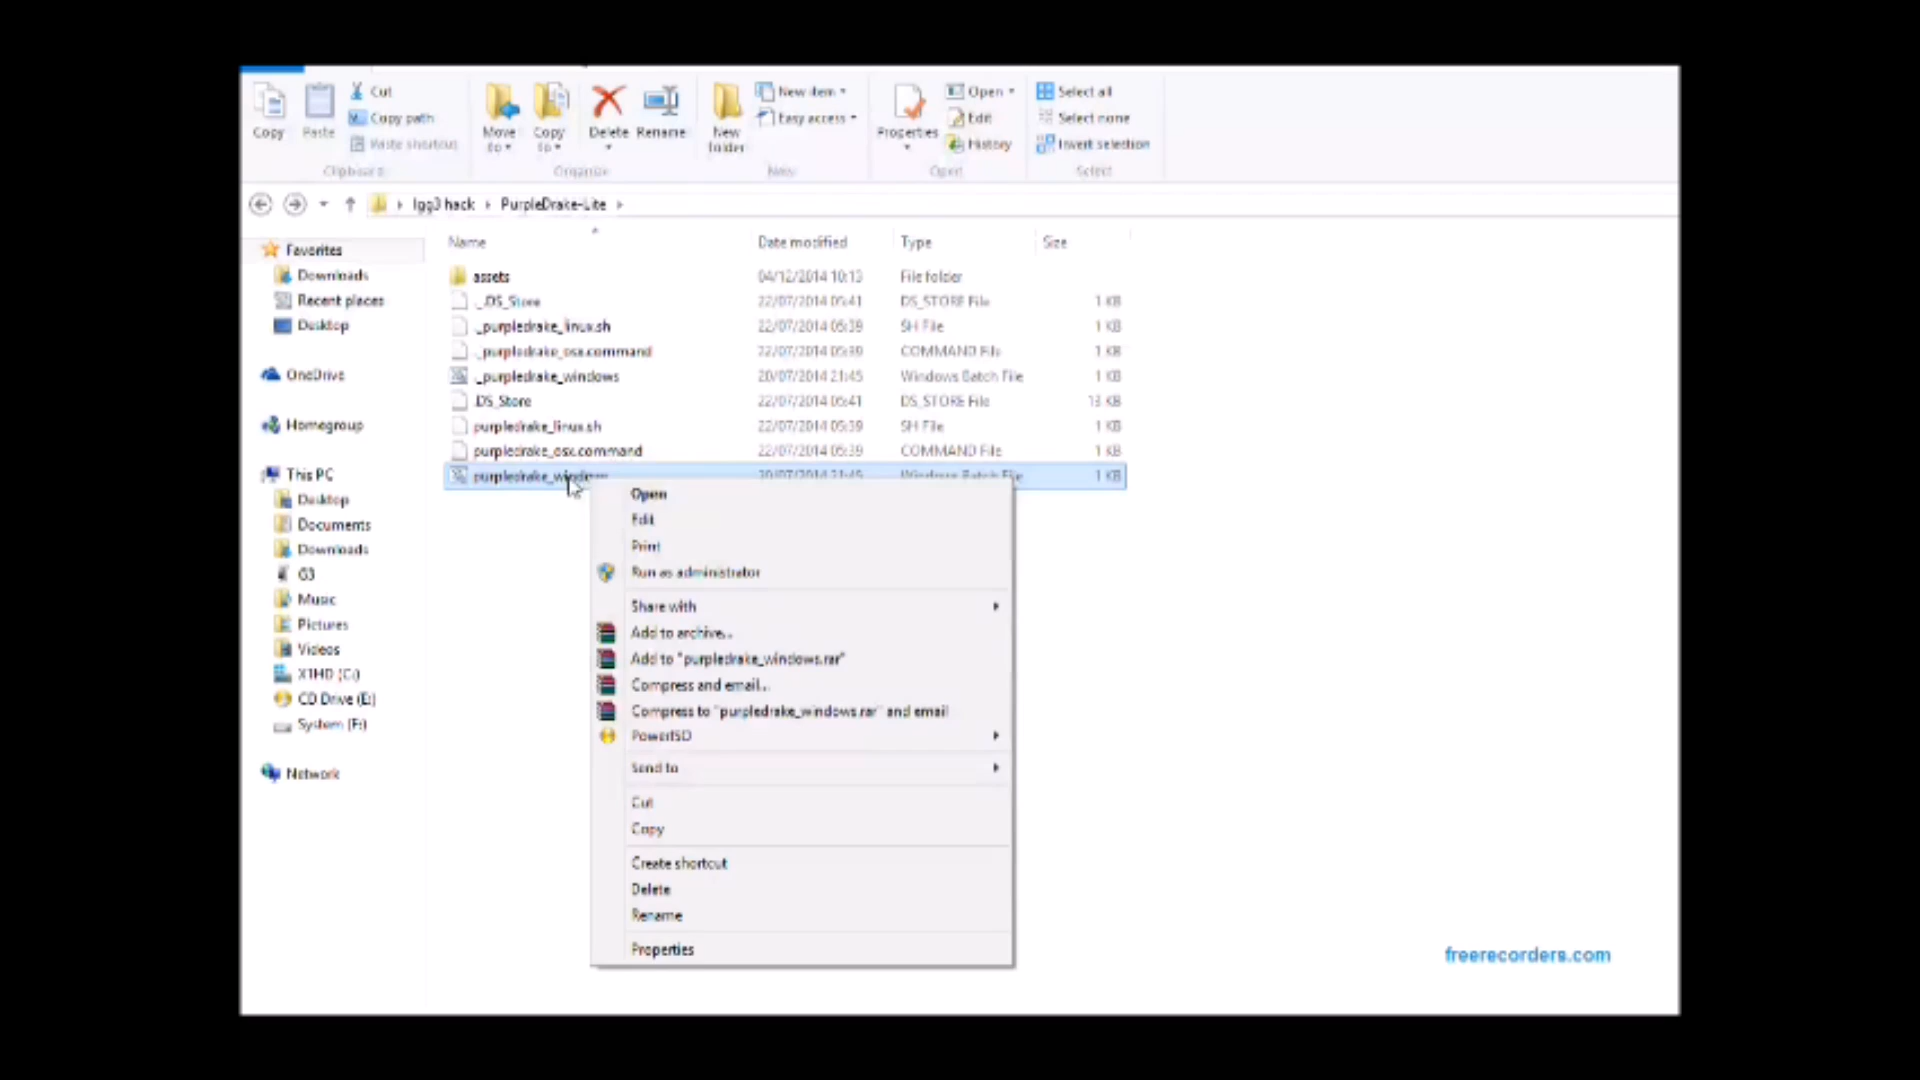 Copy
Paste
Cut
Copy path
Paste shortcut
Clipboard
Move to
Copy to
Delete
Rename
Organize
New folder
New item
Easy access
New
Properties
Open
Edit
History
Open
Select all
Select none
Invert selection
Select
lgg3 hack
PurpleDrake-Lite
Name
Date modified
Type
Size
Favorites
Downloads
Recent places
Desktop
OneDrive
Homegroup
This PC
Desktop
Documents
Downloads
G3
Music
Pictures
Videos
X1HD (C:)
CD Drive (E:)
System (F:)
Network
assets 04/12/2014 10:13 File folder
._.DS_Store 22/07/2014 05:41 DS_STORE File 1 KB
._purpledrake_linux.sh 22/07/2014 05:39 SH File 1 KB
._purpledrake_osx.command 22/07/2014 05:39 COMMAND File 1 KB
._purpledrake_windows 20/07/2014 21:45 Windows Batch File 1 KB
.DS_Store 22/07/2014 05:41 DS_STORE File 13 KB
purpledrake_linux.sh 22/07/2014 05:39 SH File 1 KB
purpledrake_osx.command 22/07/2014 05:39 COMMAND File 1 KB
purpledrake_windows 20/07/2014 21:45 Windows Batch File 1 KB
Open
Edit
Print
Run as administrator
Share with
Add to archive...
Add to "purpledrake_windows.rar"
Compress and email...
Compress to "purpledrake_windows.rar" and email
PowerISO
Send to
Cut
Copy
Create shortcut
Delete
Rename
Properties
freerecorders.com